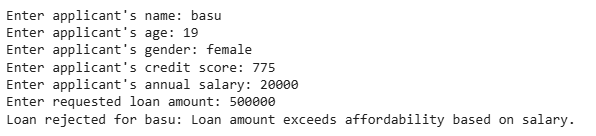 Enter applicant's name: basu
Enter applicant's age: 19
Enter applicant's gender: female
Enter applicant's credit score: 775
Enter applicant's annual salary: 20000
Enter requested loan amount: 500000
Loan rejected for basu: Loan amount exceeds affordability based on salary.